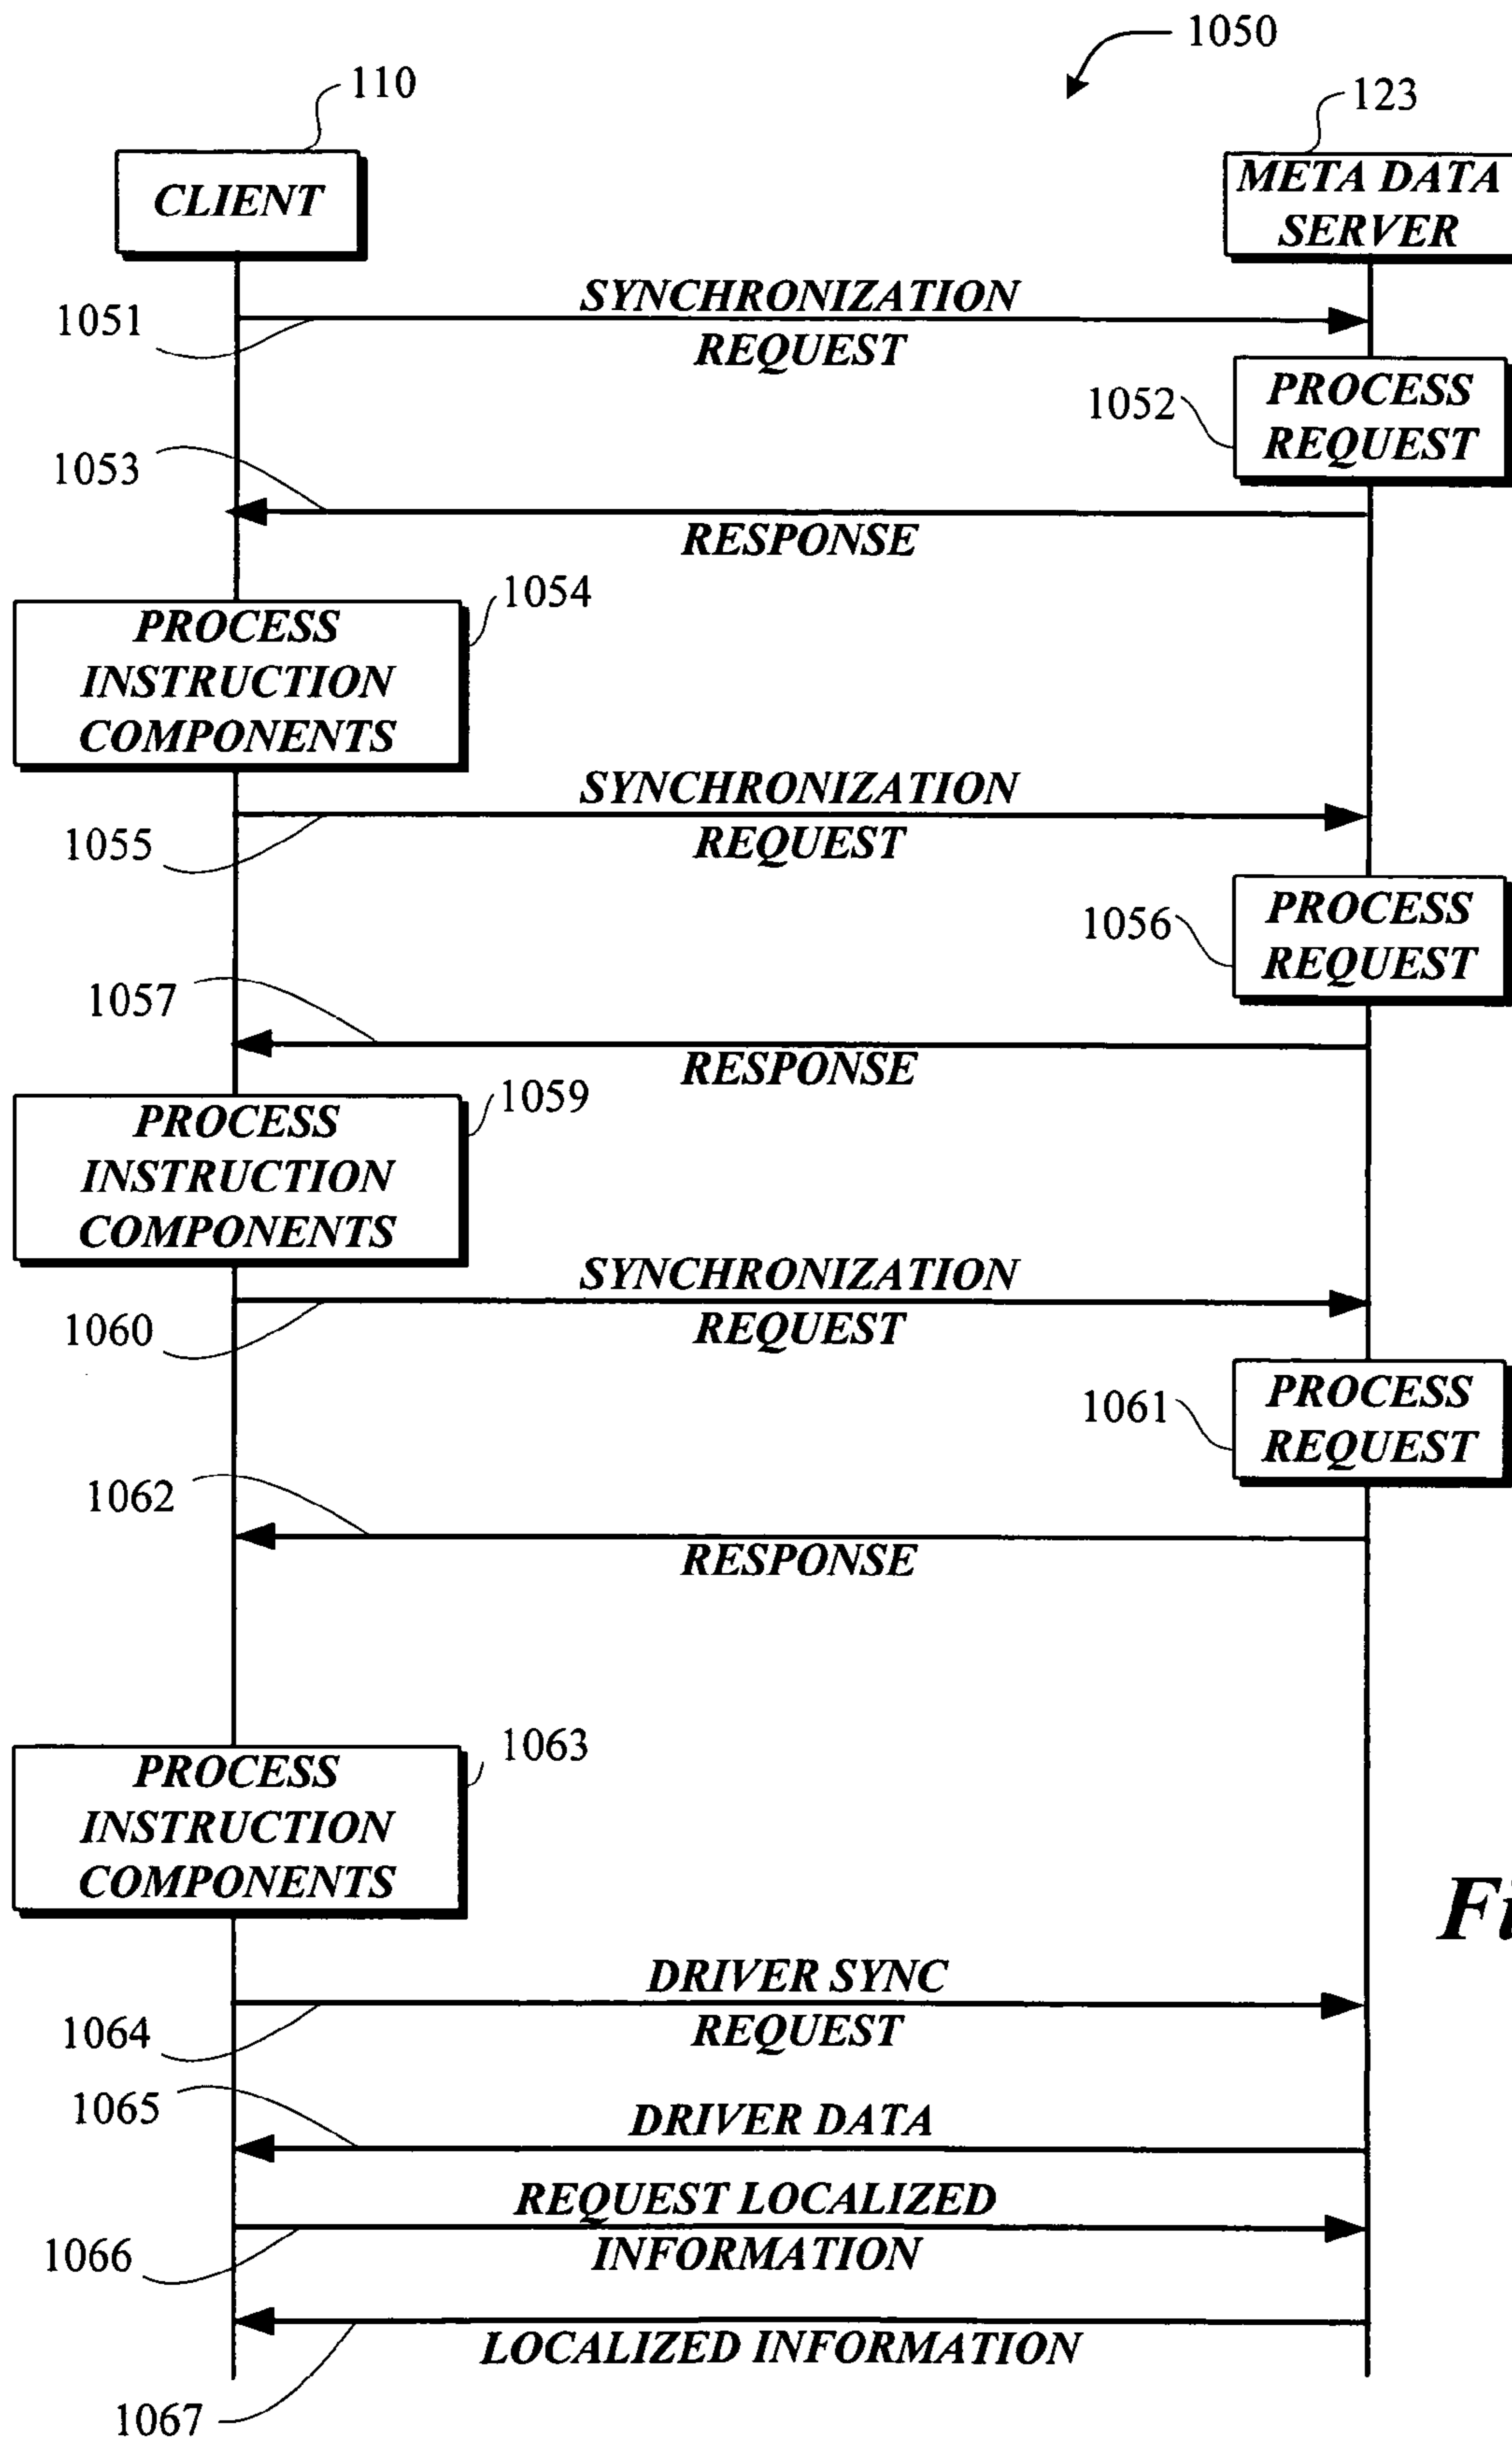 1050
110
123
CLIENT
META DATA
SERVER
SYNCHRONIZATION
1051
REQUEST
PROCESS
1052
REQUEST
1053
RESPONSE
1054
PROCESS
INSTRUCTION
COMPONENTS
SYNCHRONIZATION
1055
REQUEST
PROCESS
1056
REQUEST
1057
RESPONSE
1059
PROCESS
INSTRUCTION
COMPONENTS
SYNCHRONIZATION
1060
REQUEST
PROCESS
1061
REQUEST
1062
RESPONSE
1063
PROCESS
INSTRUCTION
COMPONENTS
DRIVER SYNC
1064
REQUEST
1065
DRIVER DATA
REQUEST LOCALIZED
1066
INFORMATION
LOCALIZED INFORMATION
1067